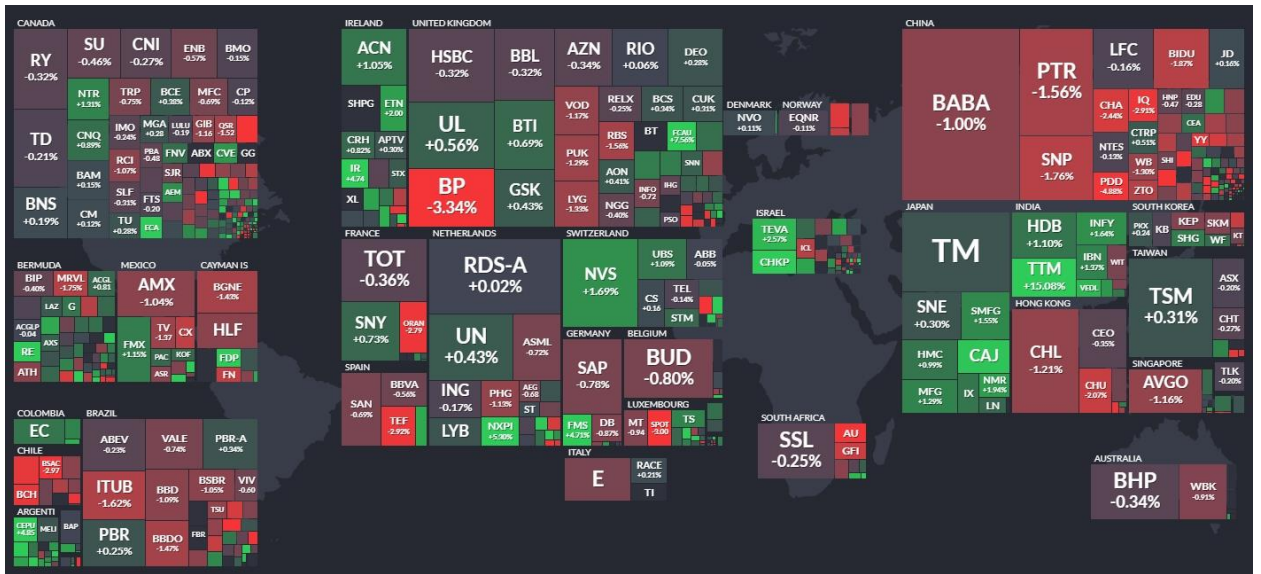 CANADA
RY
-0.32%
SU
-0.46%
CNI
-0.27%
ENB
-0.57%
BMO
-0.15%
TD
-0.21%
NTR
+1.31%
TRP
-0.75%
BCE
+0.38%
MFC
-0.69%
CP
-0.12%
CNQ
+0.89%
IMO
-0.24%
MGA
+0.28
LULU
-0.19
GIB
-1.16
QSR
-1.52
RCI
-1.07%
PBA
-0.48
FNV
ABX
CVE
GG
BAM
+0.15%
SJR
BNS
+0.19%
SLF
-0.31%
FTS
-0.20
AEM
CM
+0.12%
TU
+0.28%
ECA
IRELAND
ACN
+1.05%
SHPG
ETN
+2.00
CRH
+0.82%
APTV
+0.30%
IR
+4.74
STX
XL
UNITED KINGDOM
HSBC
-0.32%
BBL
-0.32%
AZN
-0.34%
RIO
+0.06%
DEO
+0.28%
UL
+0.56%
BTI
+0.69%
VOD
-1.17%
RELX
-0.25%
BCS
+0.34%
CUK
+0.31%
RBS
-1.56%
BT
FCAU
+7.56%
PUK
-1.29%
SNN
BP
-3.34%
GSK
+0.43%
AON
+0.41%
LYG
-1.33%
NGG
-0.40%
INFO
-0.72
IHG
PSO
DENMARK
NVO
+0.11%
NORWAY
EQNR
-0.11%
CHINA
BABA
-1.00%
PTR
-1.56%
LFC
-0.16%
BIDU
-1.87%
JD
+0.16%
CHA
-2.44%
IQ
-2.91%
HNP
-0.47
EDU
-0.28
CEA
CTRP
+0.51%
YY
SNP
-1.76%
NTES
-0.13%
WB
-1.30%
SHI
PDD
-4.88%
ZTO
FRANCE
TOT
-0.36%
SNY
+0.73%
ORAN
-2.79
NETHERLANDS
RDS-A
+0.02%
UN
+0.43%
ASML
-0.72%
ING
-0.17%
PHG
-1.13%
AEG
-0.68
ST
LYB
NXPI
+5.30%
SWITZERLAND
NVS
+1.69%
UBS
+1.09%
ABB
-0.05%
CS
+0.16
TEL
-0.14%
STM
GERMANY
SAP
-0.78%
FMS
+4.71%
DB
-0.87%
BELGIUM
BUD
-0.80%
LUXEMBOURG
MT
-0.94
SPOT
-3.00
TS
SPAIN
SAN
-0.69%
BBVA
-0.56%
TEF
-2.92%
ITALY
E
RACE
+0.21%
TI
ISRAEL
TEVA
+2.57%
ICL
CHKP
JAPAN
TM
SNE
+0.30%
SMFG
+1.55%
HMC
+0.99%
CAJ
MFG
+1.29%
IX
NMR
+1.94%
LN
INDIA
HDB
+1.10%
INFY
+1.64%
TTM
+15.08%
IBN
+1.37%
WIT
VEDL
SOUTH KOREA
PKX
+0.24
KB
KEP
SKM
SHG
WF
KT
TAIWAN
TSM
+0.31%
ASX
-0.20%
CHT
-0.27%
HONG KONG
CHL
-1.21%
CEO
-0.35%
CHU
-2.07%
SINGAPORE
AVGO
-1.16%
TLK
-0.20%
BERMUDA
BIP
-0.40%
MRVL
-1.75%
ACGL
+0.81
LAZ
G
ACGLP
-0.04
AXS
RE
ATH
MEXICO
AMX
-1.04%
FMX
+1.15%
TV
-1.37
CX
PAC
KOF
ASR
CAYMAN IS
BGNE
-1.43%
HLF
FDP
FN
COLOMBIA
EC
CHILE
BSAC
-2.97
BCH
ARGENTI
CEPU
+4.85
MELI
BAP
BRAZIL
ABEV
-0.23%
VALE
-0.74%
PBR-A
+0.34%
ITUB
-1.62%
BBD
-1.09%
BSBR
-1.05%
VIV
-0.60
TSU
PBR
+0.25%
BBDO
-1.47%
FBR
SOUTH AFRICA
SSL
-0.25%
AU
GFI
AUSTRALIA
BHP
-0.34%
WBK
-0.91%